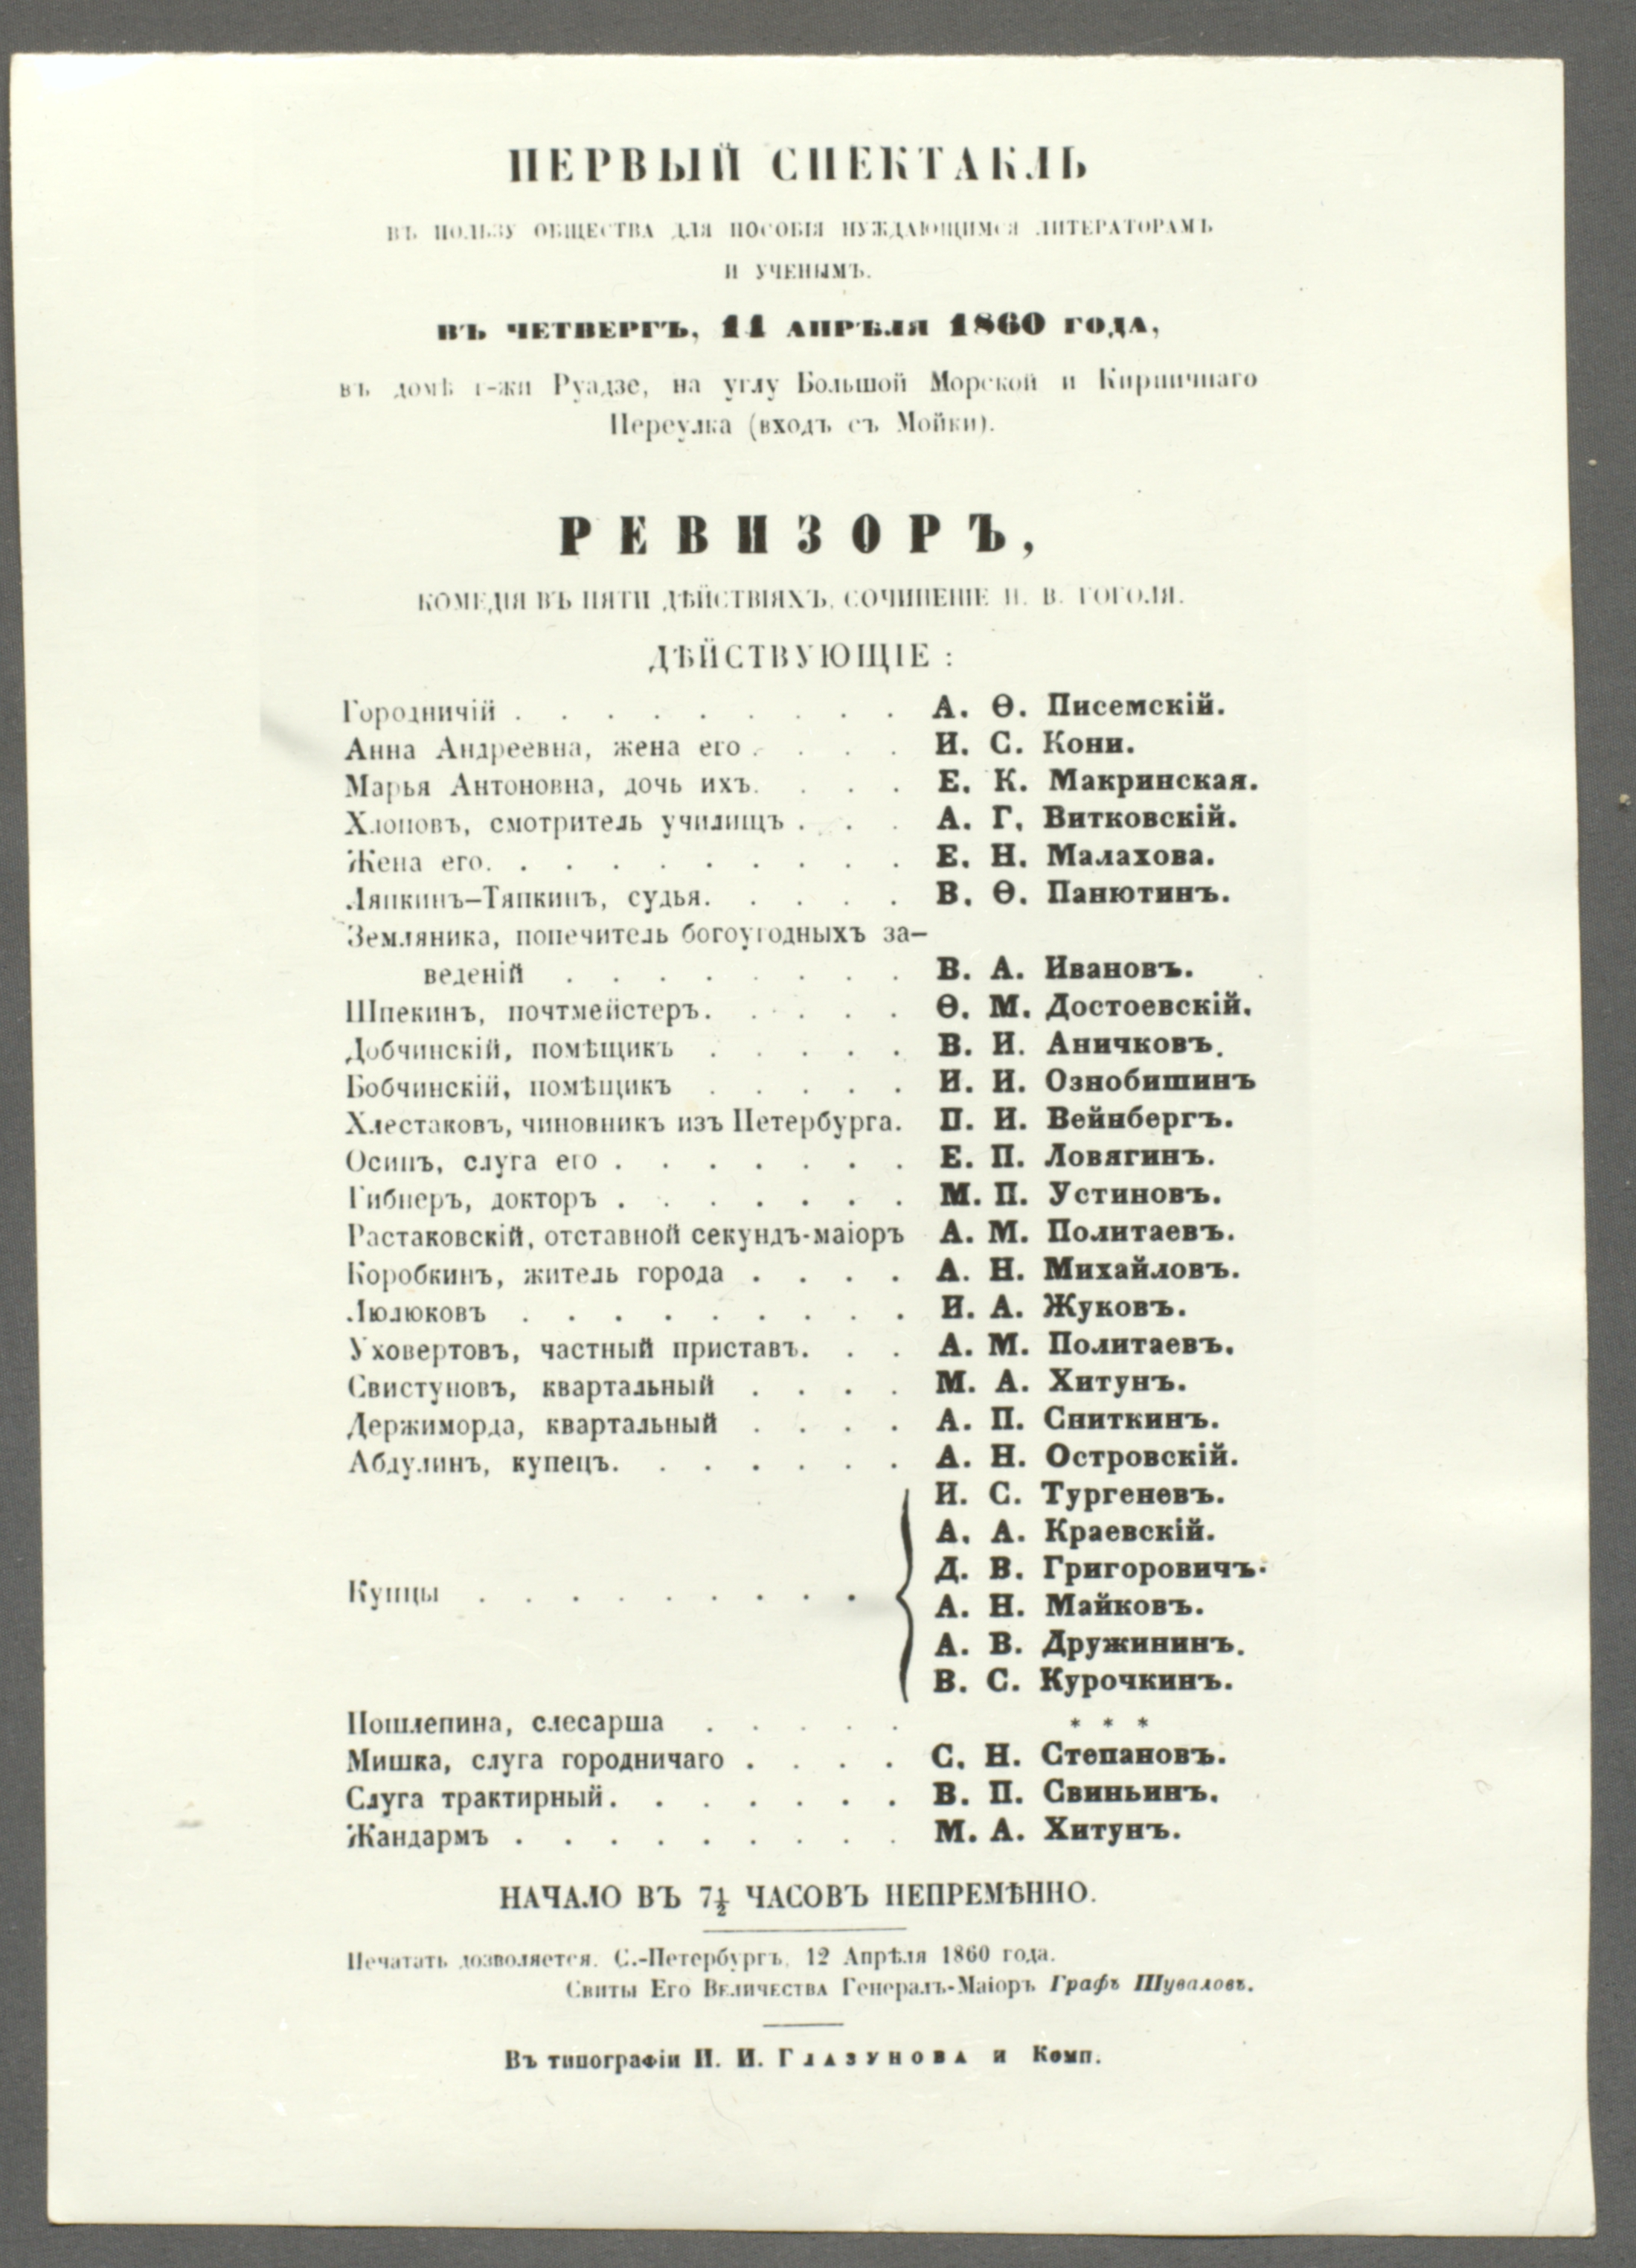 ПЕРВЫЙ СПЕКТАКЛЬ
ВЪ ПОЛЬЗУ ОБЩЕСТВА ДЛЯ ПОСОБІЯ НУЖДАЮЩИМСЯ ЛИТЕРАТОРАМЪ
И УЧЕНЫМЪ.
ВЪ ЧЕТВЕРГЪ, 11 АПРѢЛЯ 1860 ГОДА,
въ домѣ г-жи Руадзе, на углу Большой Морской и Кирпичнаго
Переулка (входъ съ Мойки).
РЕВИЗОРЪ,
КОМЕДІЯ ВЪ ПЯТИ ДѢЙСТВІЯХЪ, СОЧИНЕНІЕ Н. В. ГОГОЛЯ.
ДѢЙСТВУЮЩІЕ :
Городничій . . . . . . . . . А. Ѳ. Писемскій.
Анна Андреевна, жена его . . . . И. С. Кони.
Марья Антоновна, дочь ихъ. . . . Е. К. Макринская.
Хлоповъ, смотритель училищъ . . . А. Г. Витковскій.
Жена его. . . . . . . . . . Е. Н. Малахова.
Ляпкинъ–Тяпкинъ, судья. . . . . В. Ѳ. Панютинъ.
Земляника, попечитель богоугодныхъ за–
веденій . . . . . . . . В. А. Ивановъ.
Шпекинъ, почтмейстеръ. . . . . Ѳ. М. Достоевскій.
Добчинскій, помѣщикъ . . . . . В. И. Аничковъ.
Бобчинскій, помѣщикъ . . . . . И. И. Ознобишинъ
Хлестаковъ, чиновникъ изъ Петербурга. П. И. Вейнбергъ.
Осипъ, слуга его . . . . . . . Е. П. Ловягинъ.
Гибнеръ, докторъ . . . . . . . М. П. Устиновъ.
Растаковскій, отставной секундъ-маіоръ А. М. Политаевъ.
Коробкинъ, житель города . . . . А. Н. Михайловъ.
Люлюковъ . . . . . . . . . И. А. Жуковъ.
Уховертовъ, частный приставъ. . . А. М. Политаевъ.
Свистуновъ, квартальный . . . . М. А. Хитунъ.
Держиморда, квартальный . . . . А. П. Сниткинъ.
Абдулинъ, купецъ. . . . . . . А. Н. Островскій.
И. С. Тургеневъ.
А. А. Краевскій.
Д. В. Григоровичъ.
Купцы . . . . . . . . .
А. Н. Майковъ.
А. В. Дружининъ.
В. С. Курочкинъ.
Пошлепина, слесарша . . . . . * * *
Мишка, слуга городничаго . . . . С. Н. Степановъ.
Слуга трактирный. . . . . . . В. П. Свиньинъ.
Жандармъ . . . . . . . . . М. А. Хитунъ.
НАЧАЛО ВЪ 7½ ЧАСОВЪ НЕПРЕМѢННО.
Печатать дозволяется. С.-Петербургъ, 12 Апрѣля 1860 года.
Свиты Его Величества Генералъ-Маіоръ Графъ Шуваловъ.
Въ типографіи И. И. Глазунова и Комп.